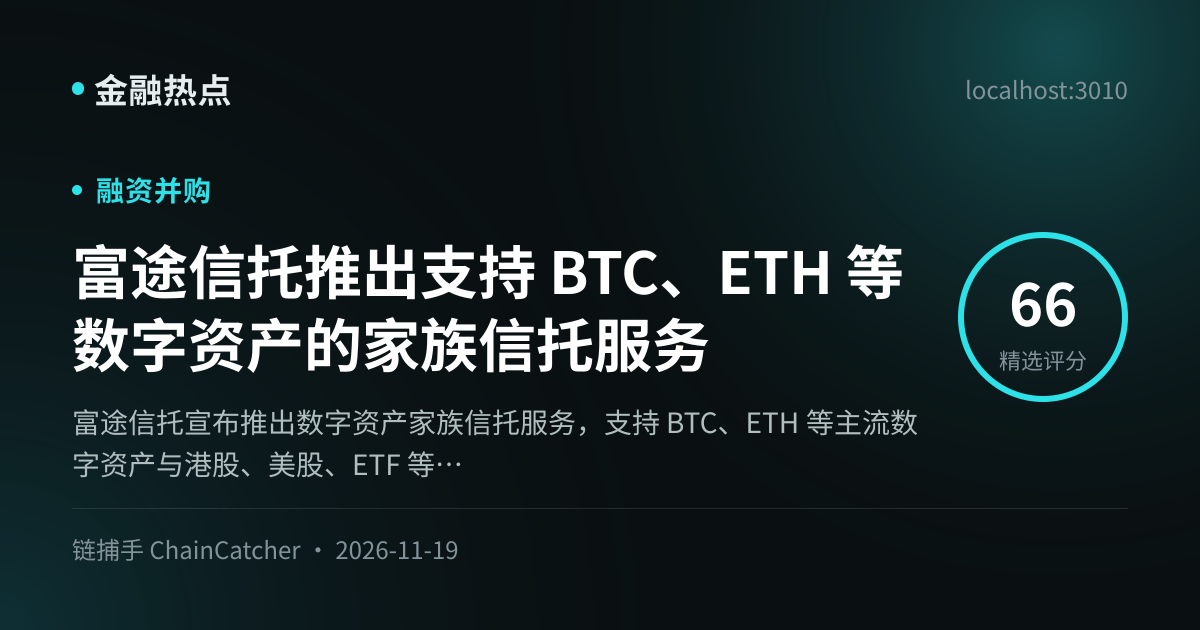 金融热点
localhost:3010
融资并购
富途信托推出支持 BTC、ETH 等
数字资产的家族信托服务
66
精选评分
富途信托宣布推出数字资产家族信托服务，支持 BTC、ETH 等主流数
字资产与港股、美股、ETF 等…
链捕手 ChainCatcher · 2026-11-19